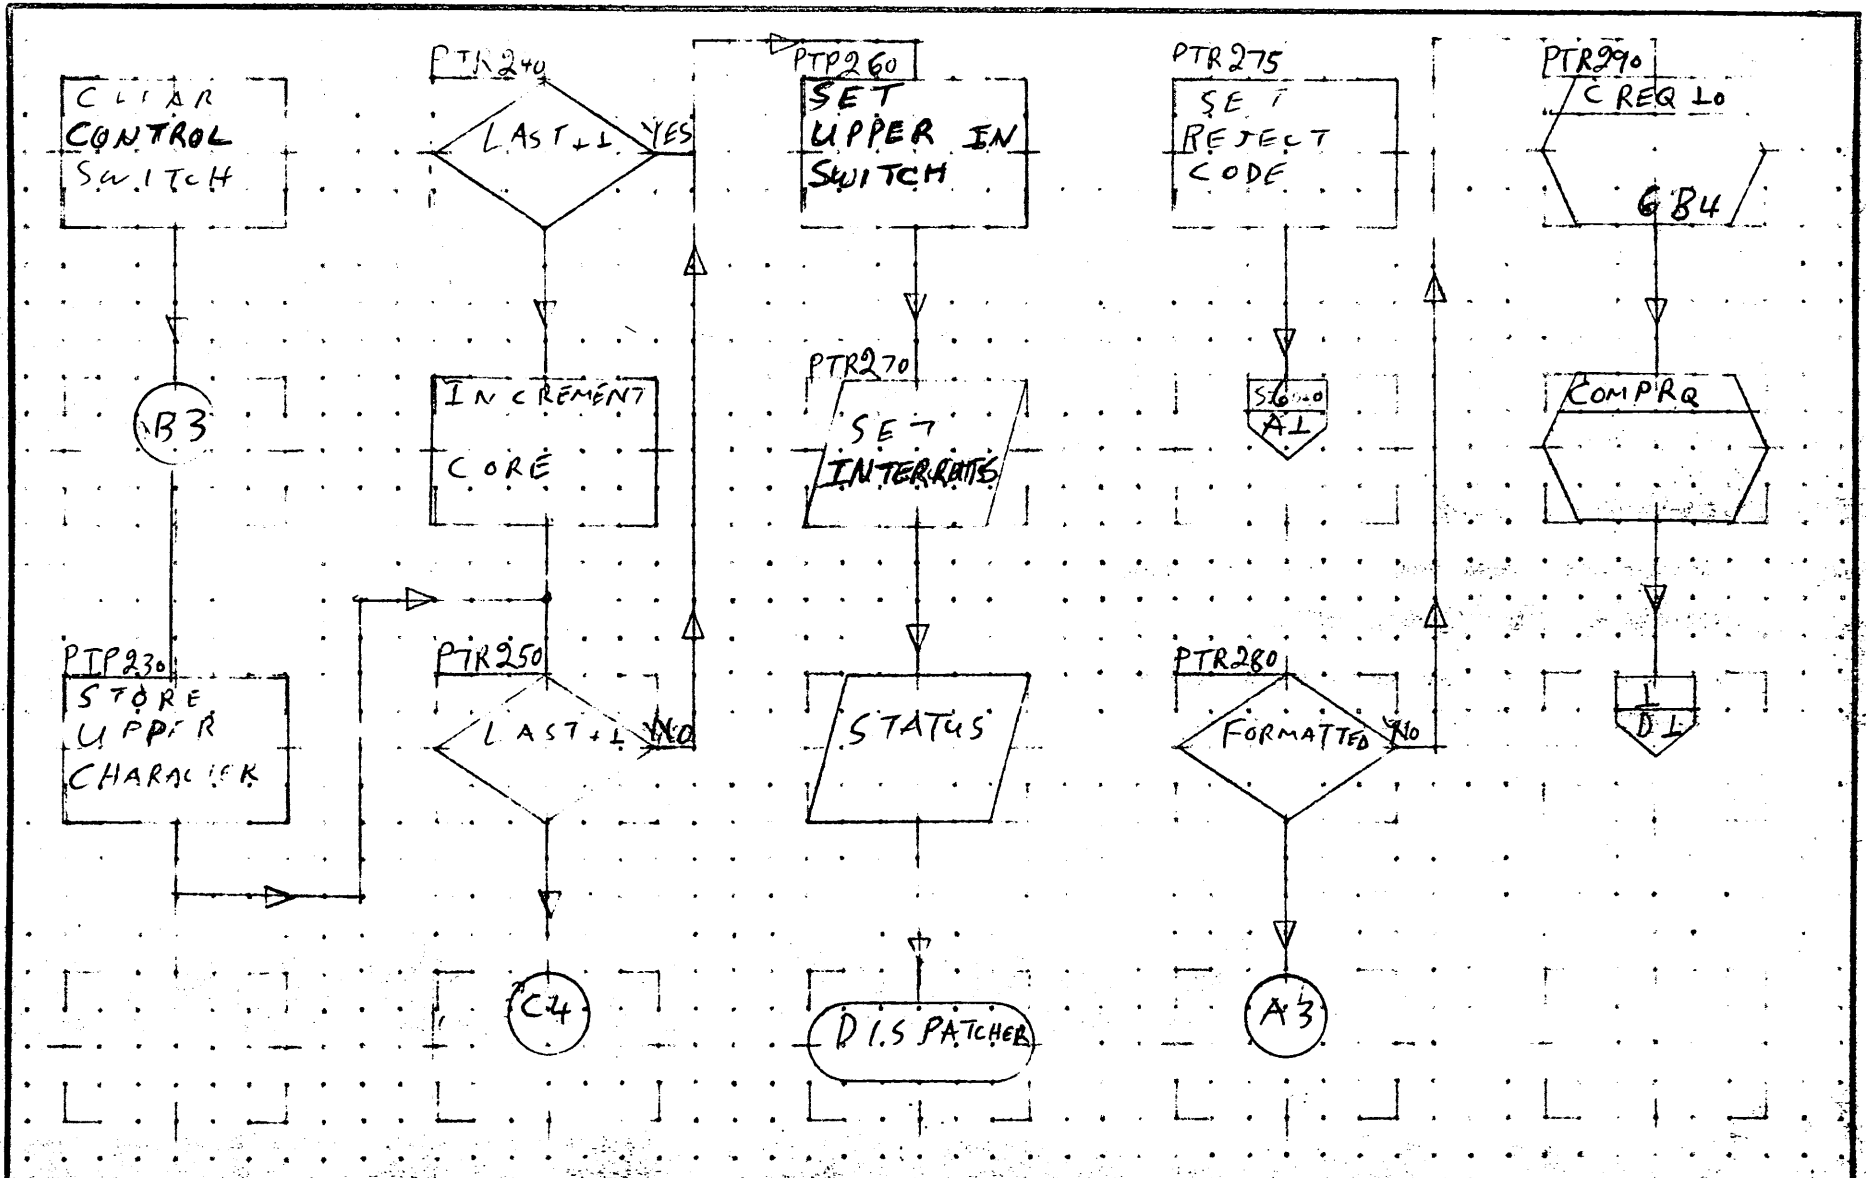 CLEAR
CONTROL
SWITCH
B3
PTP230
STORE
UPPER
CHARACTER
PTR240
LAST+1 YES
INCREMENT
CORE
PTR250
LAST+1 NO
C4
PTP260
SET
UPPER IN
SWITCH
PTR270
SET
INTERRUPTS
STATUS
DISPATCHER
PTR275
SET
REJECT
CODE
A1
PTR280
FORMATTED NO
A3
PTR290
CREQ10
6B4
COMPRQ
1
D1